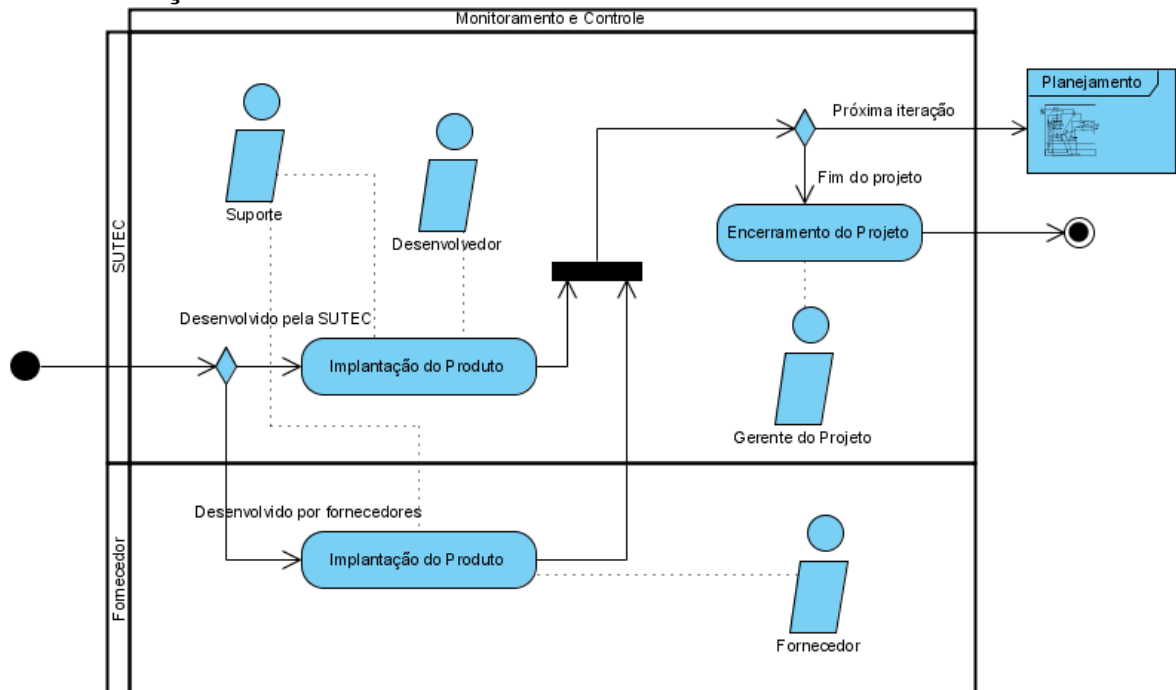 Monitoramento e Controle
Planejamento
Próxima iteração
Fim do projeto
Suporte
Desenvolvedor
Encerramento do Projeto
SUTEC
Desenvolvido pela SUTEC
Implantação do Produto
Gerente do Projeto
Desenvolvido por fornecedores
Implantação do Produto
Fornecedor
Fornecedor